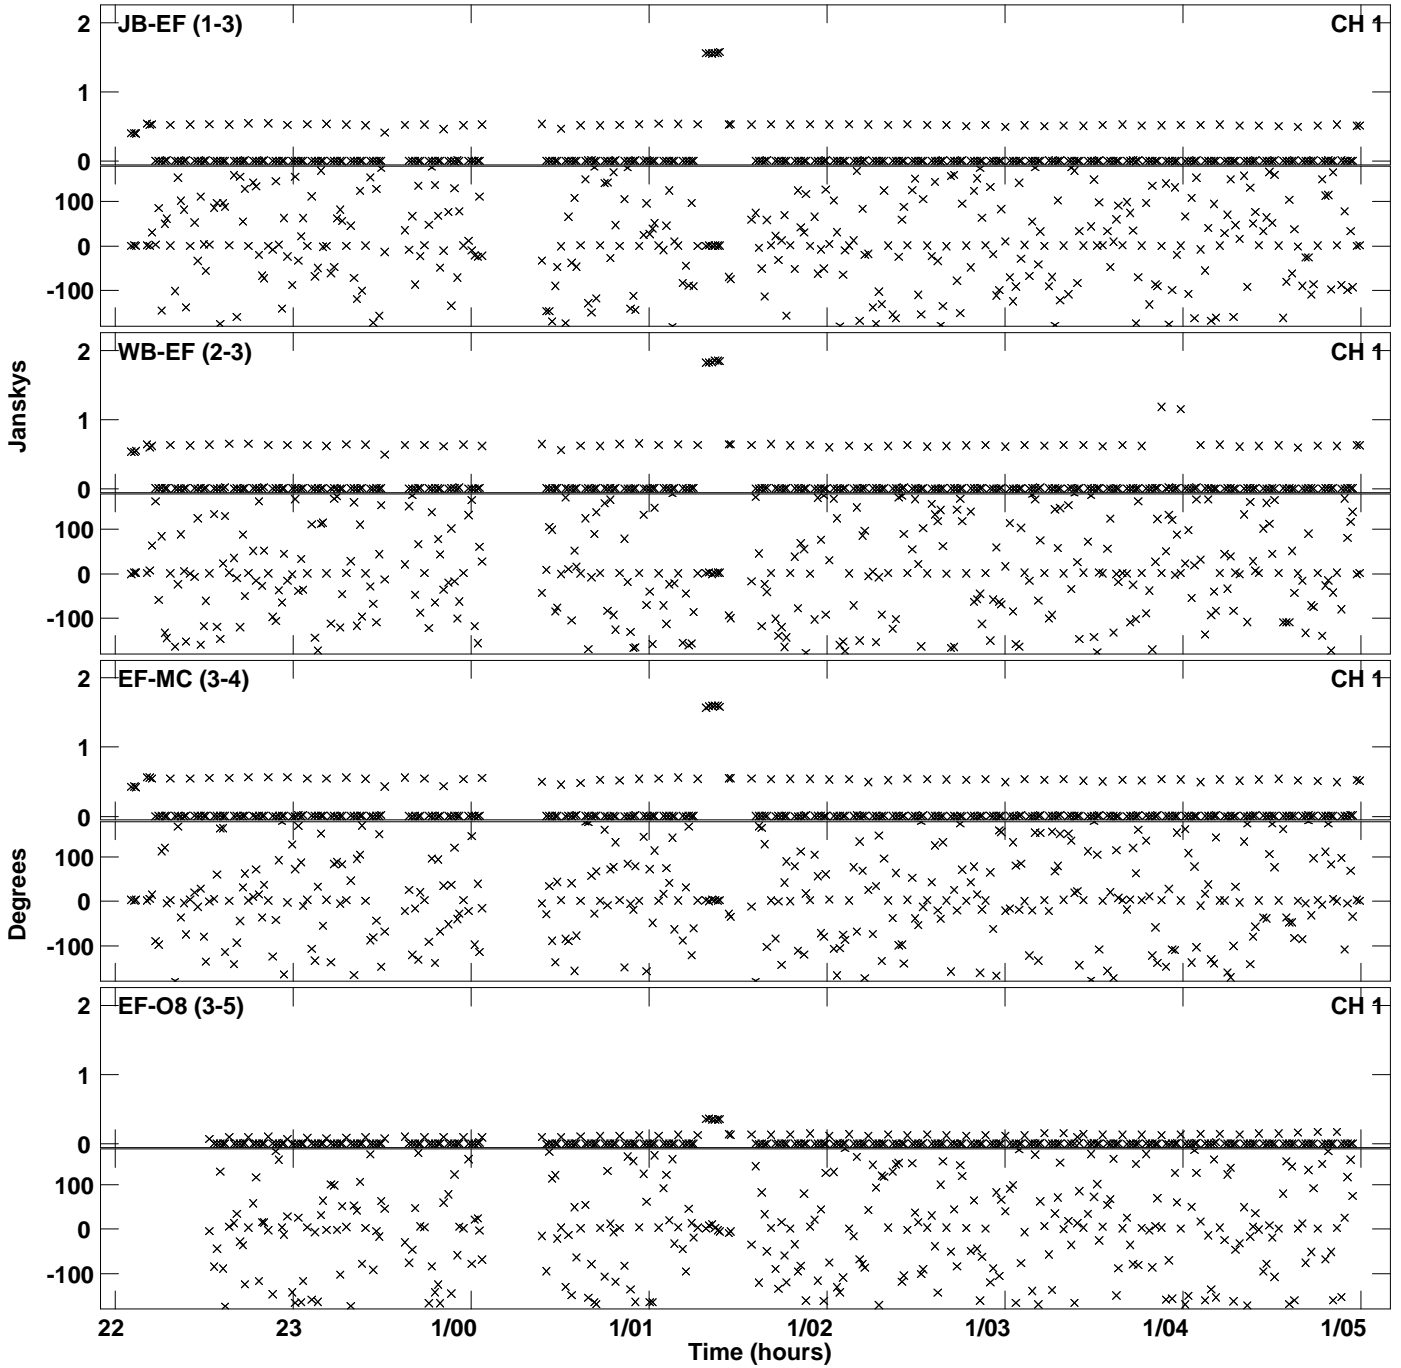 2
JB-EF (1-3)
CH 1
1
0
100
0
-100
2
WB-EF (2-3)
CH 1
Janskys
1
0
100
0
-100
2
EF-MC (3-4)
CH 1
1
0
Degrees
100
0
-100
2
EF-O8 (3-5)
CH 1
1
0
100
0
-100
22 23 1/00 1/01 1/02 1/03 1/04 1/05
Time (hours)